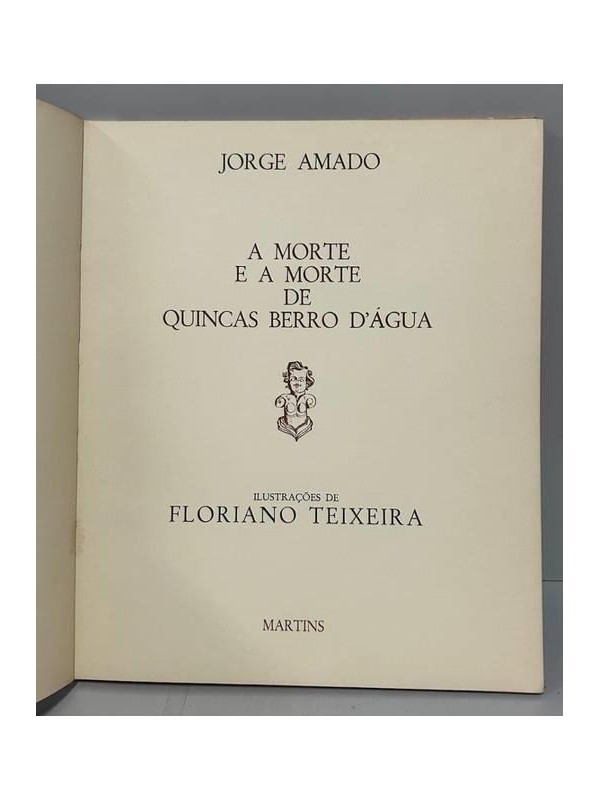 JORGE AMADO
A MORTE
E A MORTE
DE
QUINCAS BERRO D'ÁGUA
ILUSTRAÇÕES DE
FLORIANO TEIXEIRA
MARTINS